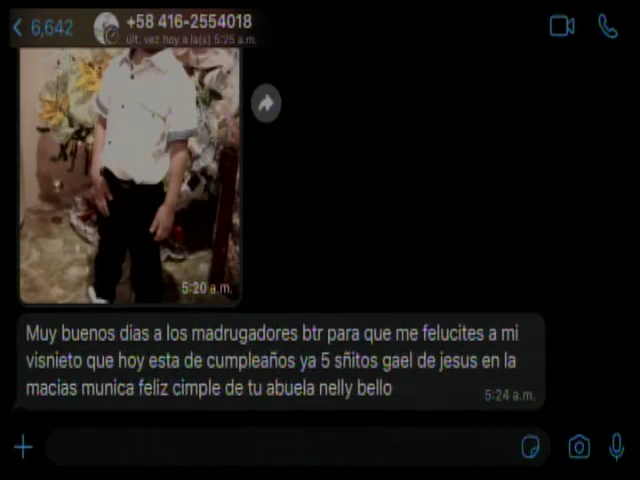 6,642
+58 416-2554018
últ. vez hoy a la(s) 5:25 a.m.
5:20 a.m.
Muy buenos dias a los madrugadores btr para que me felucites a mi
visnieto que hoy esta de cumpleaños ya 5 sñitos gael de jesus en la
macias munica feliz cimple de tu abuela nelly bello
5:24 a.m.